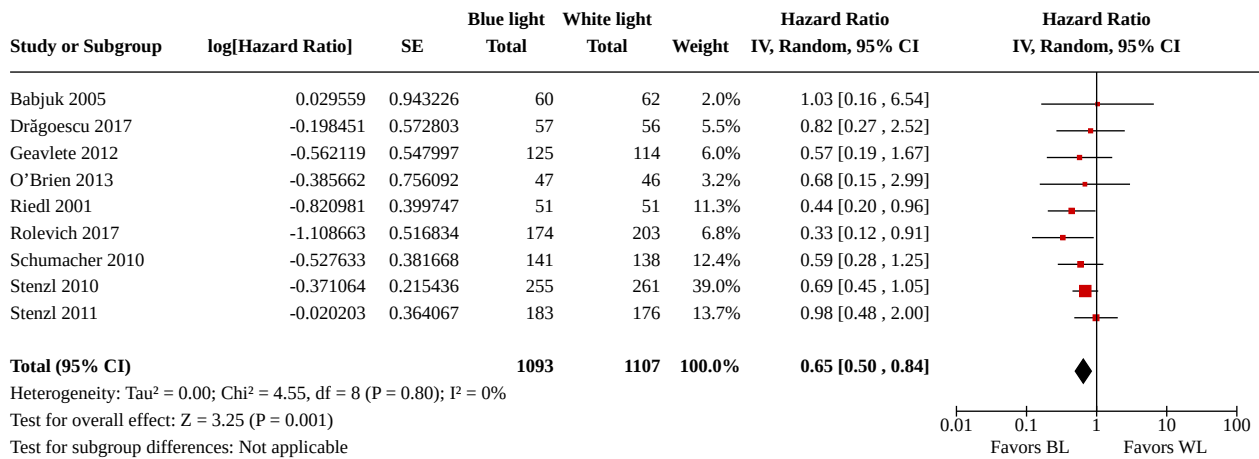 Blue light White light Hazard Ratio Hazard Ratio
Study or Subgroup log[Hazard Ratio] SE Total Total Weight IV, Random, 95% CI IV, Random, 95% CI
Babjuk 2005 0.029559 0.943226 60 62 2.0% 1.03 [0.16 , 6.54]
Drăgoescu 2017 -0.198451 0.572803 57 56 5.5% 0.82 [0.27 , 2.52]
Geavlete 2012 -0.562119 0.547997 125 114 6.0% 0.57 [0.19 , 1.67]
O’Brien 2013 -0.385662 0.756092 47 46 3.2% 0.68 [0.15 , 2.99]
Riedl 2001 -0.820981 0.399747 51 51 11.3% 0.44 [0.20 , 0.96]
Rolevich 2017 -1.108663 0.516834 174 203 6.8% 0.33 [0.12 , 0.91]
Schumacher 2010 -0.527633 0.381668 141 138 12.4% 0.59 [0.28 , 1.25]
Stenzl 2010 -0.371064 0.215436 255 261 39.0% 0.69 [0.45 , 1.05]
Stenzl 2011 -0.020203 0.364067 183 176 13.7% 0.98 [0.48 , 2.00]
Total (95% CI) 1093 1107 100.0% 0.65 [0.50 , 0.84]
Heterogeneity: Tau² = 0.00; Chi² = 4.55, df = 8 (P = 0.80); I² = 0%
Test for overall effect: Z = 3.25 (P = 0.001)
Test for subgroup differences: Not applicable
0.01 0.1 1 10 100
Favors BL Favors WL